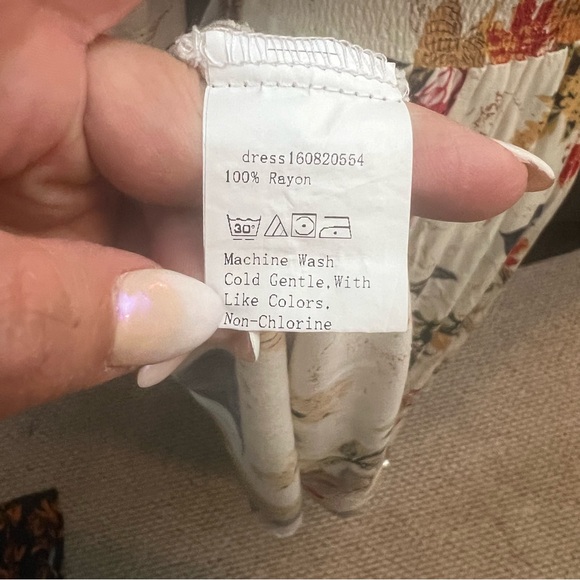 dress160820554
100% Rayon
30°
Machine Wash
Cold Gentle,With
Like Colors,
Non-Chlorine